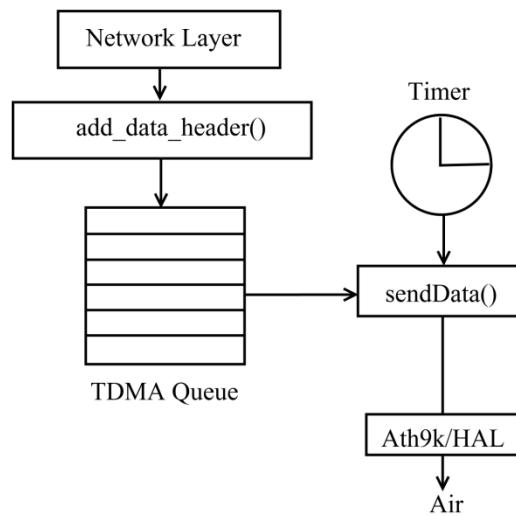 Network Layer
add_data_header()
Timer
sendData()
TDMA Queue
Ath9k/HAL
Air